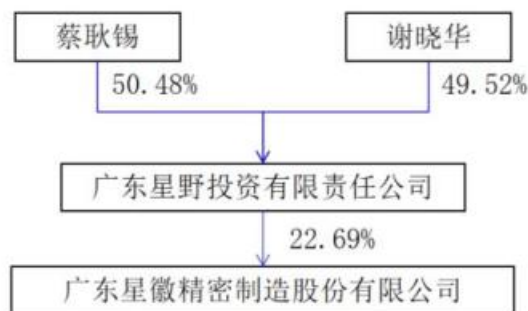 蔡耿锡
谢晓华
50.48%
49.52%
广东星野投资有限责任公司
22.69%
广东星徽精密制造股份有限公司